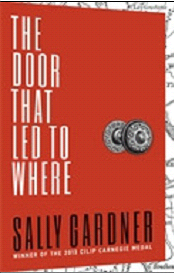 THE
DOOR
THAT
LED TO
WHERE
SALLY GARDNER
WINNER OF THE 2013 CILIP CARNEGIE MEDAL